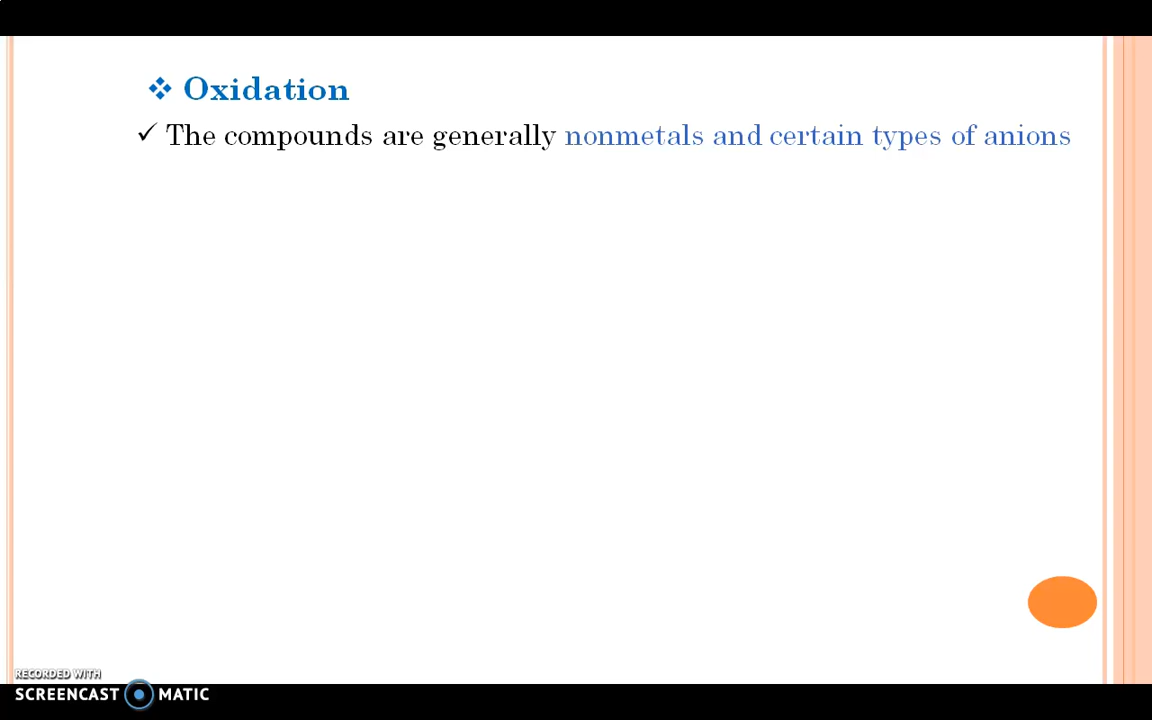 ❖ Oxidation
✓ The compounds are generally nonmetals and certain types of anions
RECORDED WITH
SCREENCAST MATIC